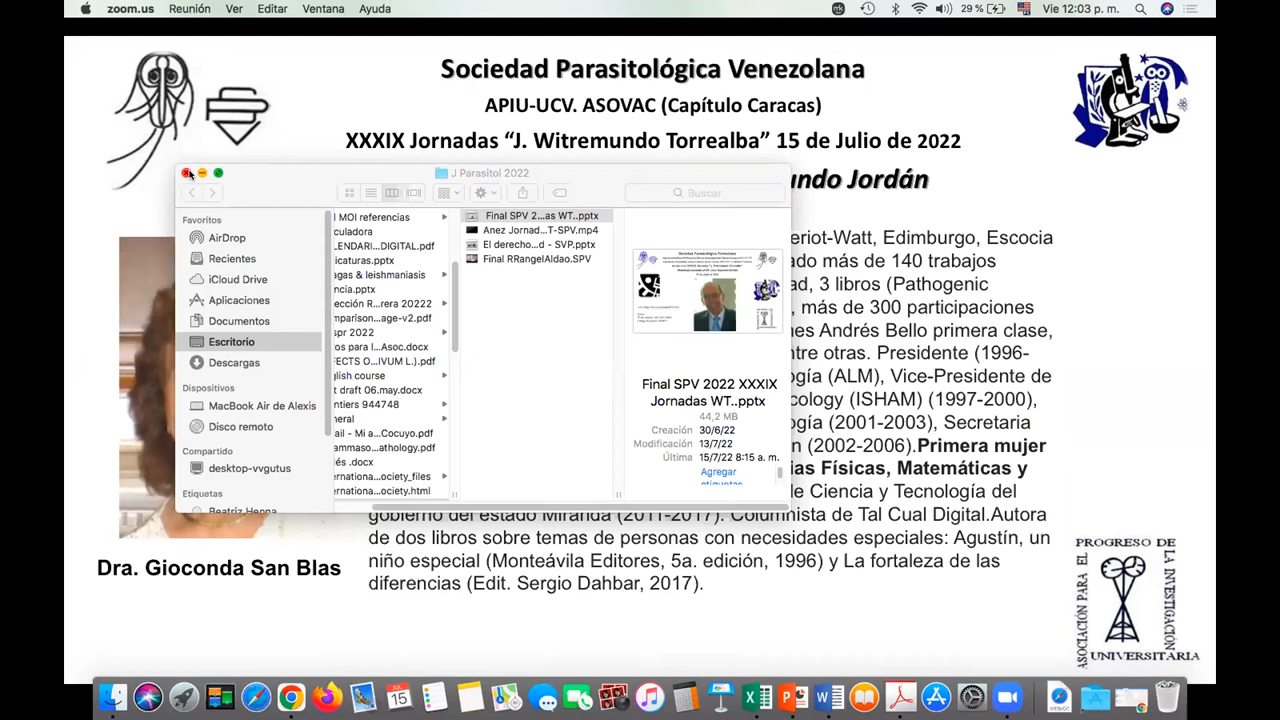 zoom.us Reunión Ver Editar Ventana Ayuda 29 % Vie 12:03 p. m.
Sociedad Parasitológica Venezolana
APIU-UCV. ASOVAC (Capítulo Caracas)
XXXIX Jornadas “J. Witremundo Torrealba” 15 de Julio de 2022
undo Jordán
J Parasitol 2022
Buscar
Favoritos
AirDrop
Recientes
iCloud Drive
Aplicaciones
Documentos
Escritorio
Descargas
Dispositivos
MacBook Air de Alexis
Disco remoto
Compartido
desktop-vvgutus
Etiquetas
Beatriz Henna
l MOI referencias
culadora
LENDARI...DIGITAL.pdf
icaturas.pptx
agas & leishmaniasis
ncia.pptx
ección R...rera 20222
mparison...age-v2.pdf
spr 2022
os para l...Asoc.docx
FECTS O...IVUM L.).pdf
glish course
t draft 06.may.docx
ntiers 944748
neral
ail - Mi a...Cocuyo.pdf
ammaso...athology.pdf
lés .docx
ernationa...ociety_files
ernationa...ociety.html
Final SPV 2...as WT..pptx
Anez Jornad...T-SPV.mp4
El derecho...d - SVP.pptx
Final RRangelAldao.SPV
Final SPV 2022 XXXIX
Jornadas WT..pptx
44,2 MB
Creación 30/6/22
Modificación 13/7/22
Última 15/7/22 8:15 a. m.
Agregar
etiquetas
eriot-Watt, Edimburgo, Escocia
ado más de 140 trabajos
ad, 3 libros (Pathogenic
, más de 300 participaciones
nes Andrés Bello primera clase,
ntre otras. Presidente (1996-
gía (ALM), Vice-Presidente de
cology (ISHAM) (1997-2000),
logía (2001-2003), Secretaria
n (2002-2006).Primera mujer
ias Físicas, Matemáticas y
de Ciencia y Tecnología del
gobierno del estado Miranda (2011-2017). Columnista de Tal Cual Digital.Autora
de dos libros sobre temas de personas con necesidades especiales: Agustín, un
niño especial (Monteávila Editores, 5a. edición, 1996) y La fortaleza de las
diferencias (Edit. Sergio Dahbar, 2017).
Dra. Gioconda San Blas
PROGRESO DE
LA INVESTIGACIÓN
ASOCIACIÓN PARA EL
UNIVERSITARIA
15